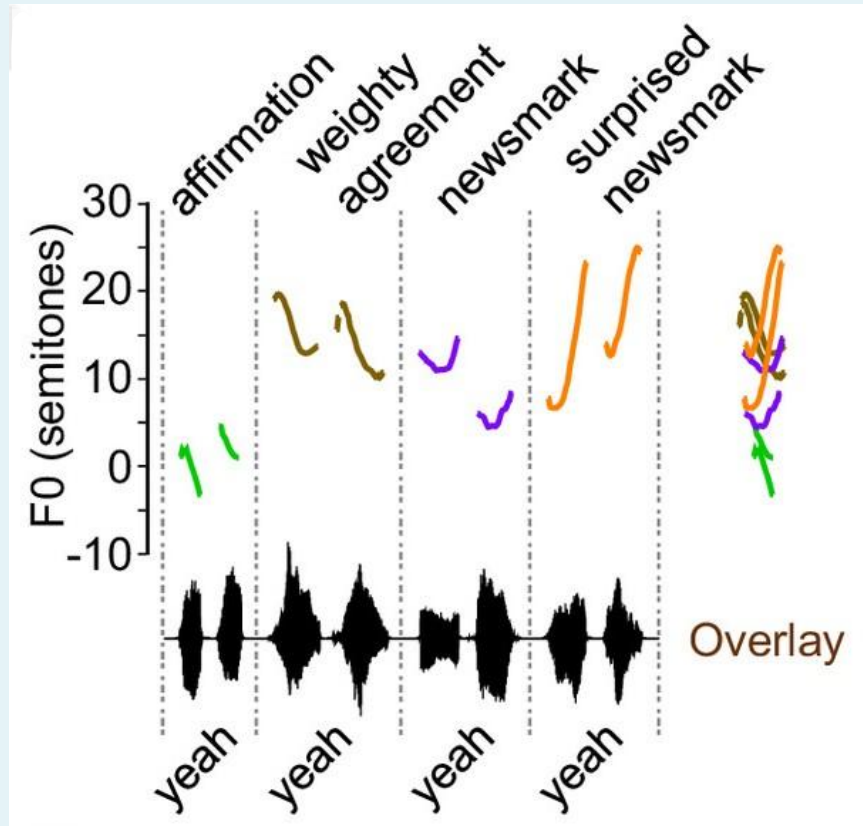 affirmation
weighty
agreement
newsmark
surprised
newsmark
F0 (semitones)
30
20
10
0
-10
Overlay
yeah
yeah
yeah
yeah